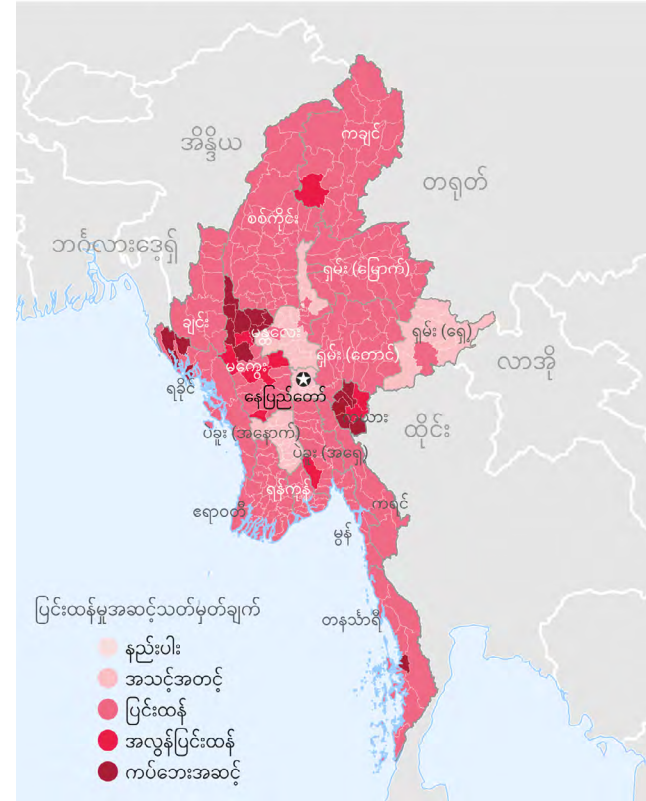 ကချင်
အိန္ဒိယ
တရုတ်
စစ်ကိုင်း
ဘင်္ဂလားဒေ့ရှ်
ရှမ်း (မြောက်)
ချင်း
မန္တလေး
ရှမ်း (ရှေ့)
ရှမ်း (တောင်)
လာအို
မကွေး
ရခိုင်
နေပြည်တော်
ကယား
ထိုင်း
ပဲခူး (အနောက်)
ပဲခူး (အရှေ့)
ရန်ကုန်
ကရင်
ဧရာဝတီ
မွန်
တနင်္သာရီ
ပြင်းထန်မှုအဆင့်သတ်မှတ်ချက်
နည်းပါး
အသင့်အတင့်
ပြင်းထန်
အလွန်ပြင်းထန်
ကပ်ဘေးအဆင့်